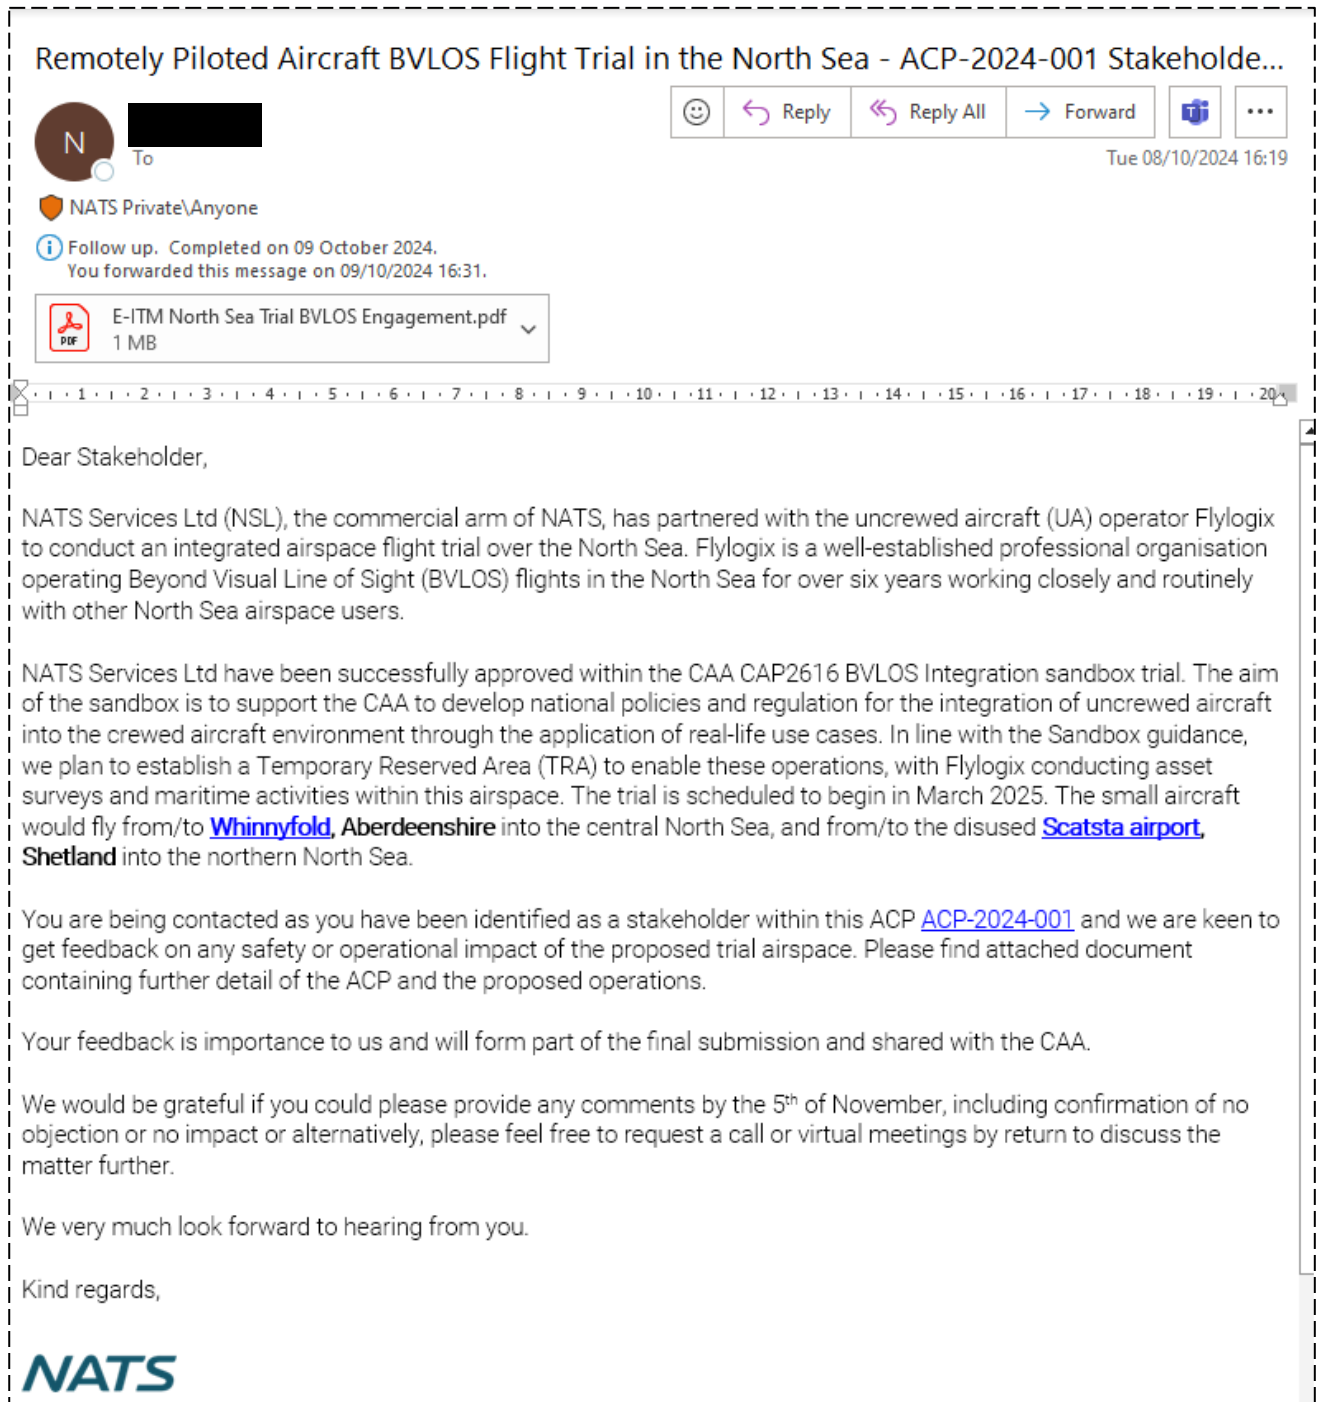 Remotely Piloted Aircraft BVLOS Flight Trial in the North Sea - ACP-2024-001 Stakeholde...
Reply
Reply All
Forward
N
To
Tue 08/10/2024 16:19
NATS Private\Anyone
Follow up. Completed on 09 October 2024.
You forwarded this message on 09/10/2024 16:31.
PDF
E-ITM North Sea Trial BVLOS Engagement.pdf
1 MB
1 2 3 4 5 6 7 8 9 10 11 12 13 14 15 16 17 18 19 20
Dear Stakeholder,
NATS Services Ltd (NSL), the commercial arm of NATS, has partnered with the uncrewed aircraft (UA) operator Flylogix
to conduct an integrated airspace flight trial over the North Sea. Flylogix is a well-established professional organisation
operating Beyond Visual Line of Sight (BVLOS) flights in the North Sea for over six years working closely and routinely
with other North Sea airspace users.
NATS Services Ltd have been successfully approved within the CAA CAP2616 BVLOS Integration sandbox trial. The aim
of the sandbox is to support the CAA to develop national policies and regulation for the integration of uncrewed aircraft
into the crewed aircraft environment through the application of real-life use cases. In line with the Sandbox guidance,
we plan to establish a Temporary Reserved Area (TRA) to enable these operations, with Flylogix conducting asset
surveys and maritime activities within this airspace. The trial is scheduled to begin in March 2025. The small aircraft
would fly from/to Whinnyfold, Aberdeenshire into the central North Sea, and from/to the disused Scatsta airport,
Shetland into the northern North Sea.
You are being contacted as you have been identified as a stakeholder within this ACP ACP-2024-001 and we are keen to
get feedback on any safety or operational impact of the proposed trial airspace. Please find attached document
containing further detail of the ACP and the proposed operations.
Your feedback is importance to us and will form part of the final submission and shared with the CAA.
We would be grateful if you could please provide any comments by the 5th of November, including confirmation of no
objection or no impact or alternatively, please feel free to request a call or virtual meetings by return to discuss the
matter further.
We very much look forward to hearing from you.
Kind regards,
NATS